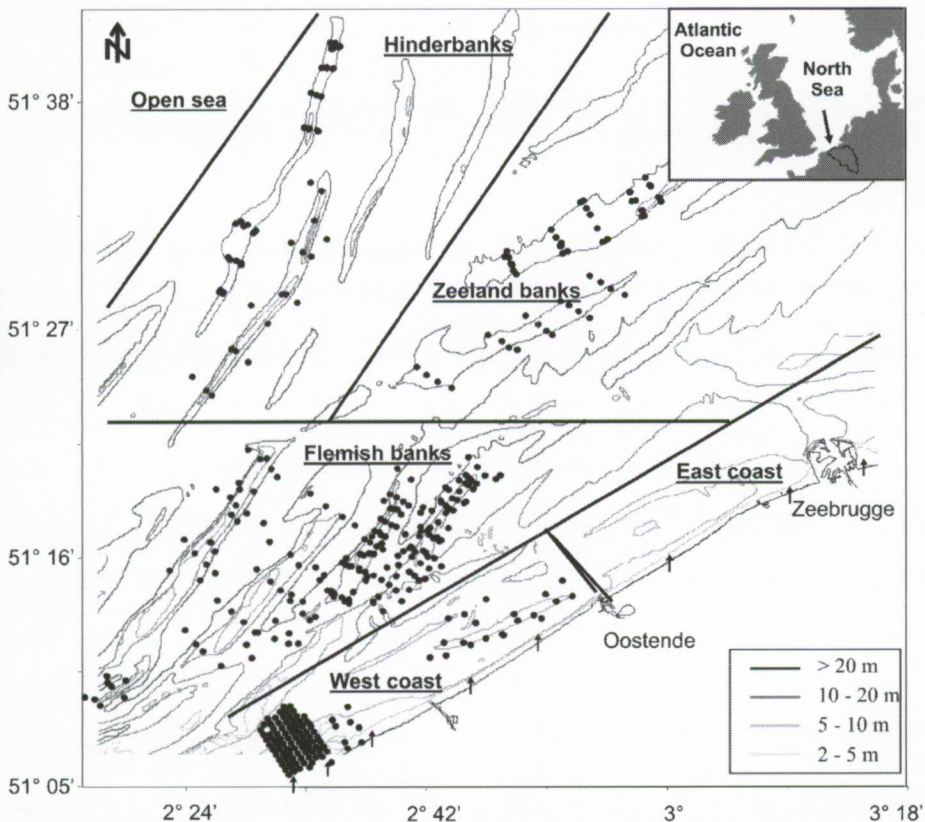 N
Hinderbanks
Open sea
Atlantic
Ocean
North
Sea
51° 38'
Zeeland banks
51° 27'
Flemish banks
East coast
Zeebrugge
51° 16'
Oostende
West coast
> 20 m
10 - 20 m
5 - 10 m
2 - 5 m
51° 05'
2° 24'
2° 42'
3°
3° 18'